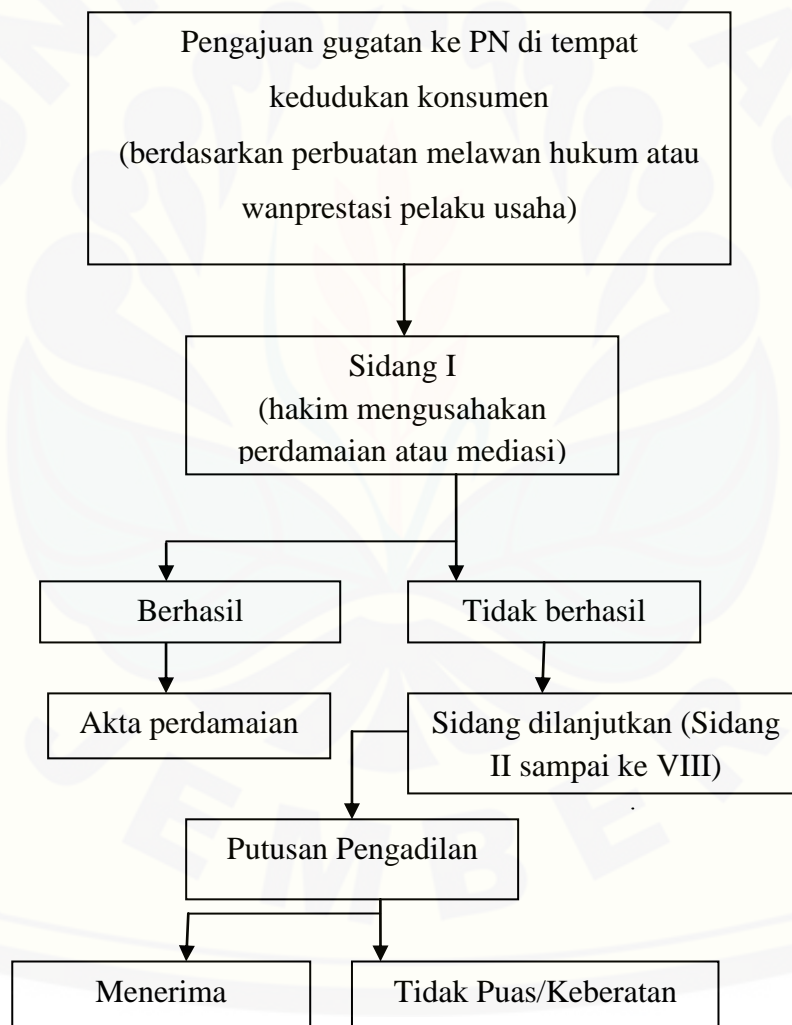 Pengajuan gugatan ke PN di tempat
kedudukan konsumen
(berdasarkan perbuatan melawan hukum atau
wanprestasi pelaku usaha)
Sidang I
(hakim mengusahakan
perdamaian atau mediasi)
Berhasil
Tidak berhasil
Akta perdamaian
Sidang dilanjutkan (Sidang
II sampai ke VIII)
Putusan Pengadilan
Menerima
Tidak Puas/Keberatan
JEMBER